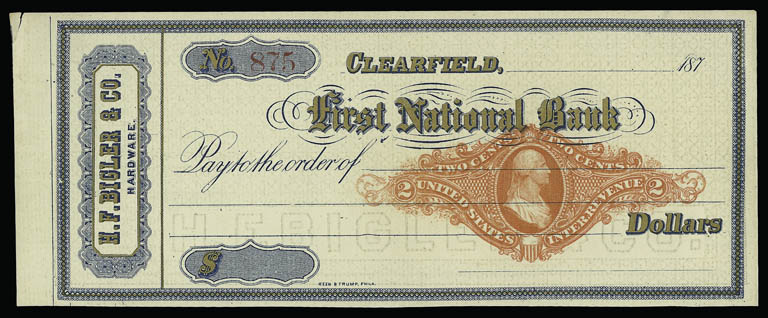 H.F. BIGLER & CO.
HARDWARE.
No. 875
CLEARFIELD, 187
First National Bank
Pay to the order of
TWO CENTS TWO CENTS
2 2
UNITED STATES INTER. REVENUE
Dollars
H.F. BIGLER & CO.
$
KEEN & TRUMP, PHILA.